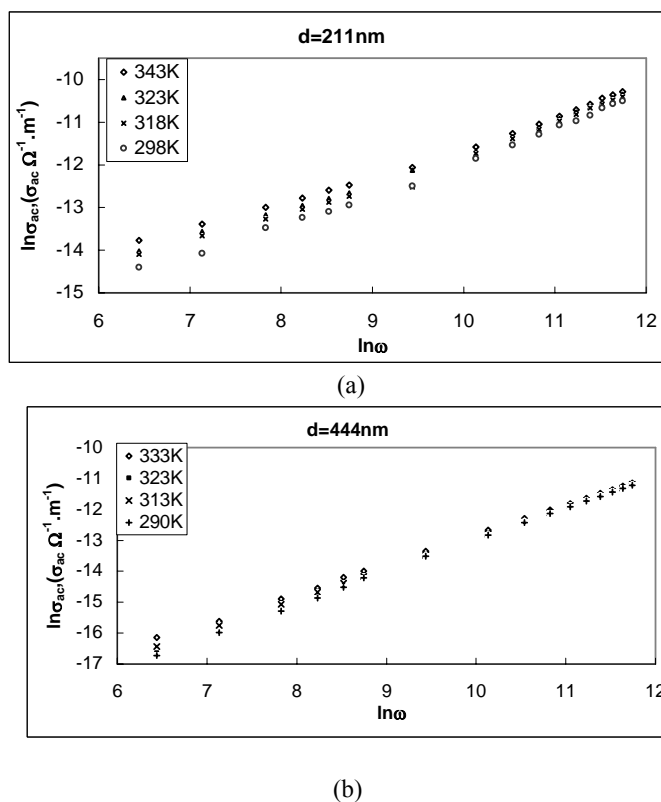 d=211nm
343K
323K
318K
298K
lnσac,(σac Ω⁻¹.m⁻¹)
-10
-11
-12
-13
-14
-15
6 7 8 9 10 11 12
lnω
(a)
d=444nm
333K
323K
313K
290K
lnσac,(σac Ω⁻¹.m⁻¹)
-10
-11
-12
-13
-14
-15
-16
-17
6 7 8 9 10 11 12
lnω
(b)